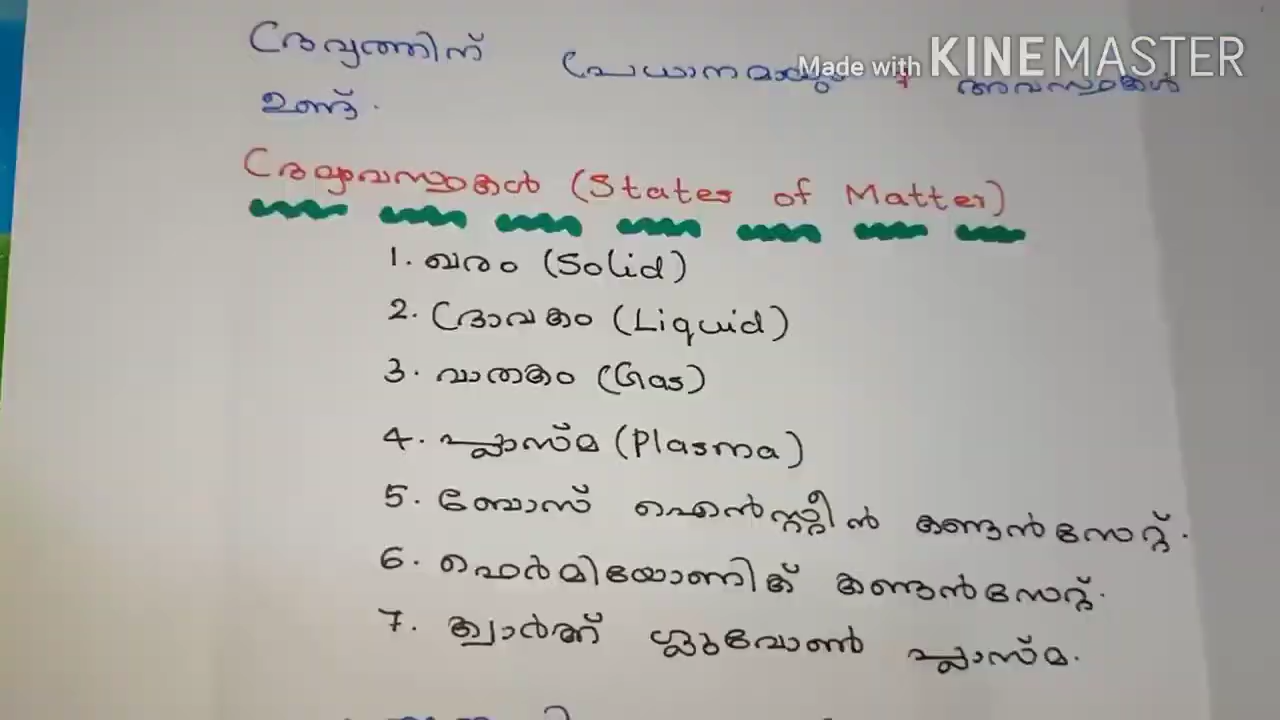 ദ്രവ്യത്തിന് പ്രധാനമായും 7 അവസ്ഥകൾ
Made with KINEMASTER
ഉണ്ട്.
ദ്രവ്യാവസ്ഥകൾ (States of Matter)
1. ഖരം (Solid)
2. ദ്രാവകം (Liquid)
3. വാതകം (Gas)
4. പ്ലാസ്മ (Plasma)
5. ബോസ് ഐൻസ്റ്റീൻ കണ്ടൻസേറ്റ്.
6. ഫെർമിയോണിക് കണ്ടൻസേറ്റ്.
7. ക്വാർക്ക് ഗ്ലുവോൺ പ്ലാസ്മ.